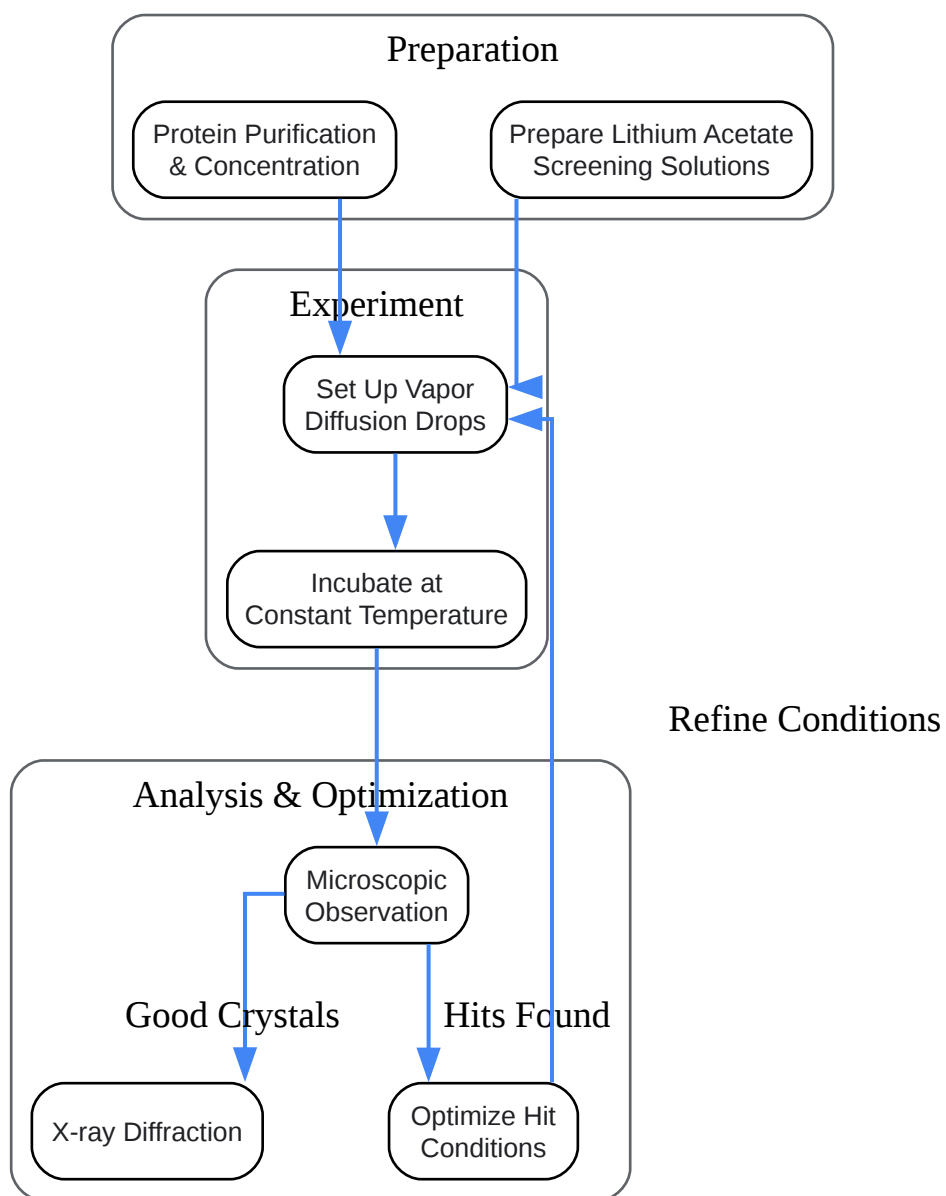 Preparation
Protein Purification
& Concentration
Prepare Lithium Acetate
Screening Solutions
Experiment
Set Up Vapor
Diffusion Drops
Incubate at
Constant Temperature
Refine Conditions
Analysis & Optimization
Microscopic
Observation
Good Crystals
Hits Found
X-ray Diffraction
Optimize Hit
Conditions